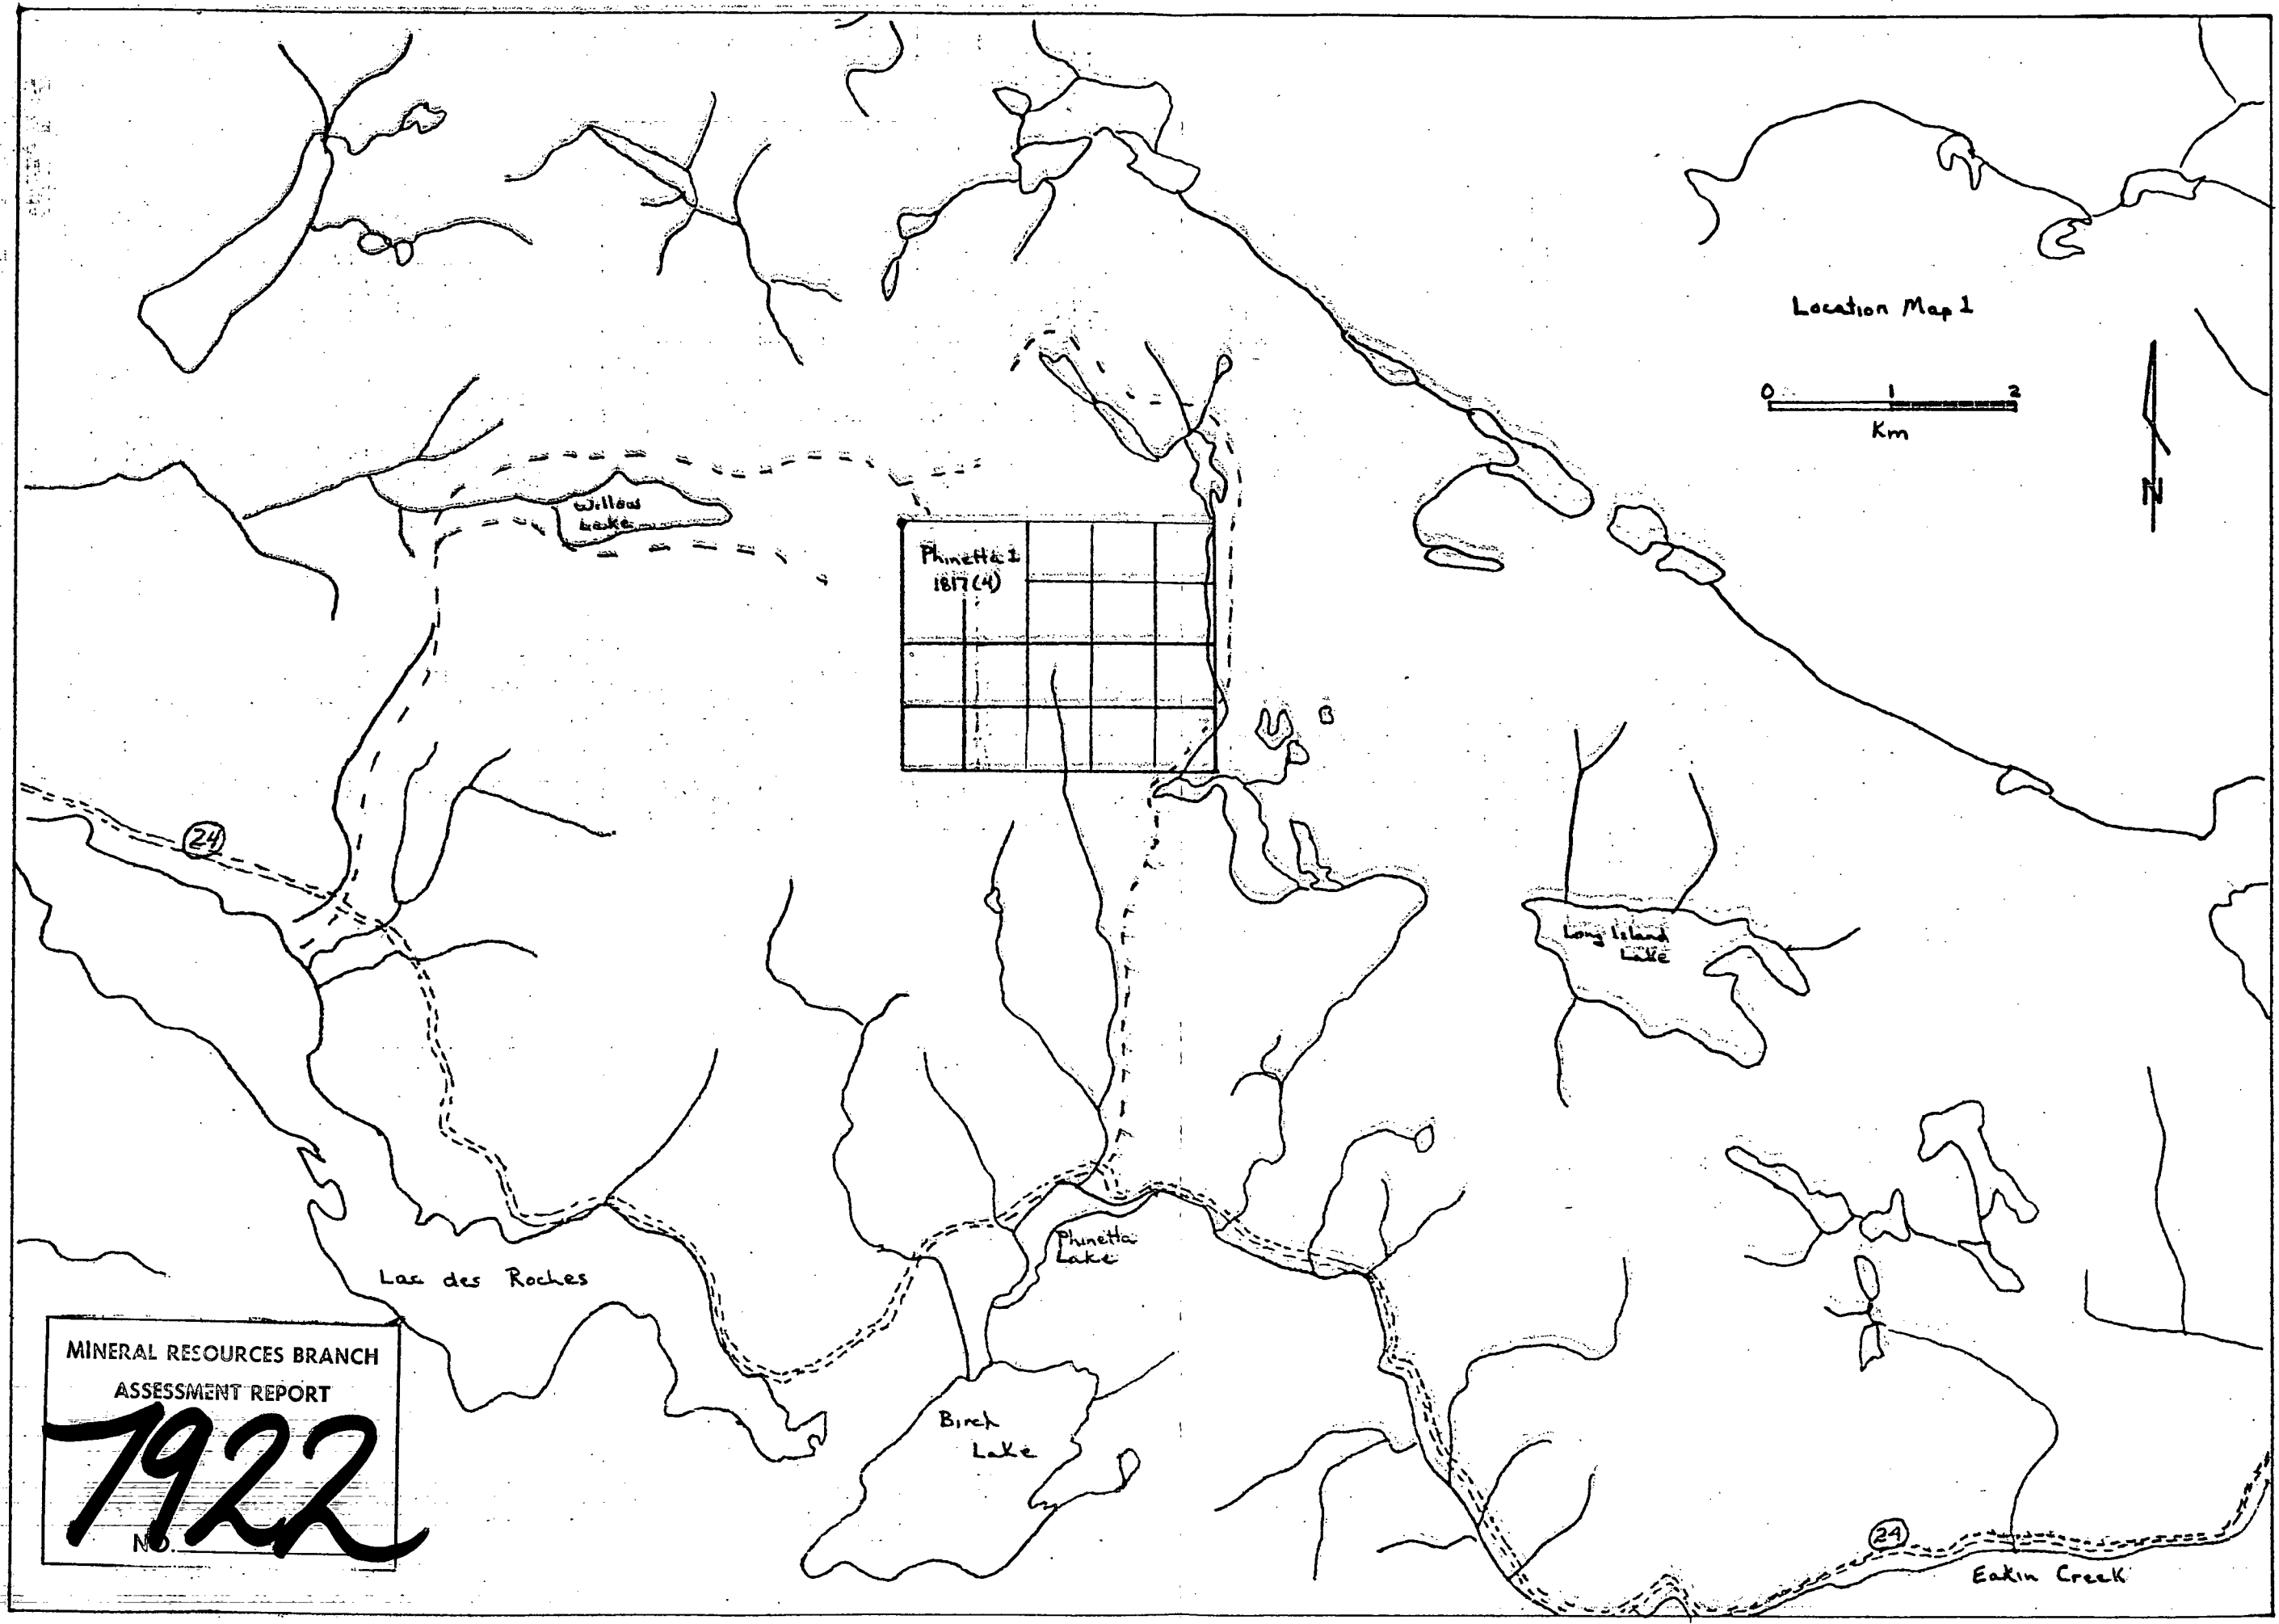 Location Map 1
0 1 2
Km
N
Willow
Lake
Phinetta 1
1817(4)
24
Long Island
Lake
Phinetta
Lake
Lac des Roches
Birch
Lake
24
Eakin Creek
MINERAL RESOURCES BRANCH
ASSESSMENT REPORT
7922
NO.